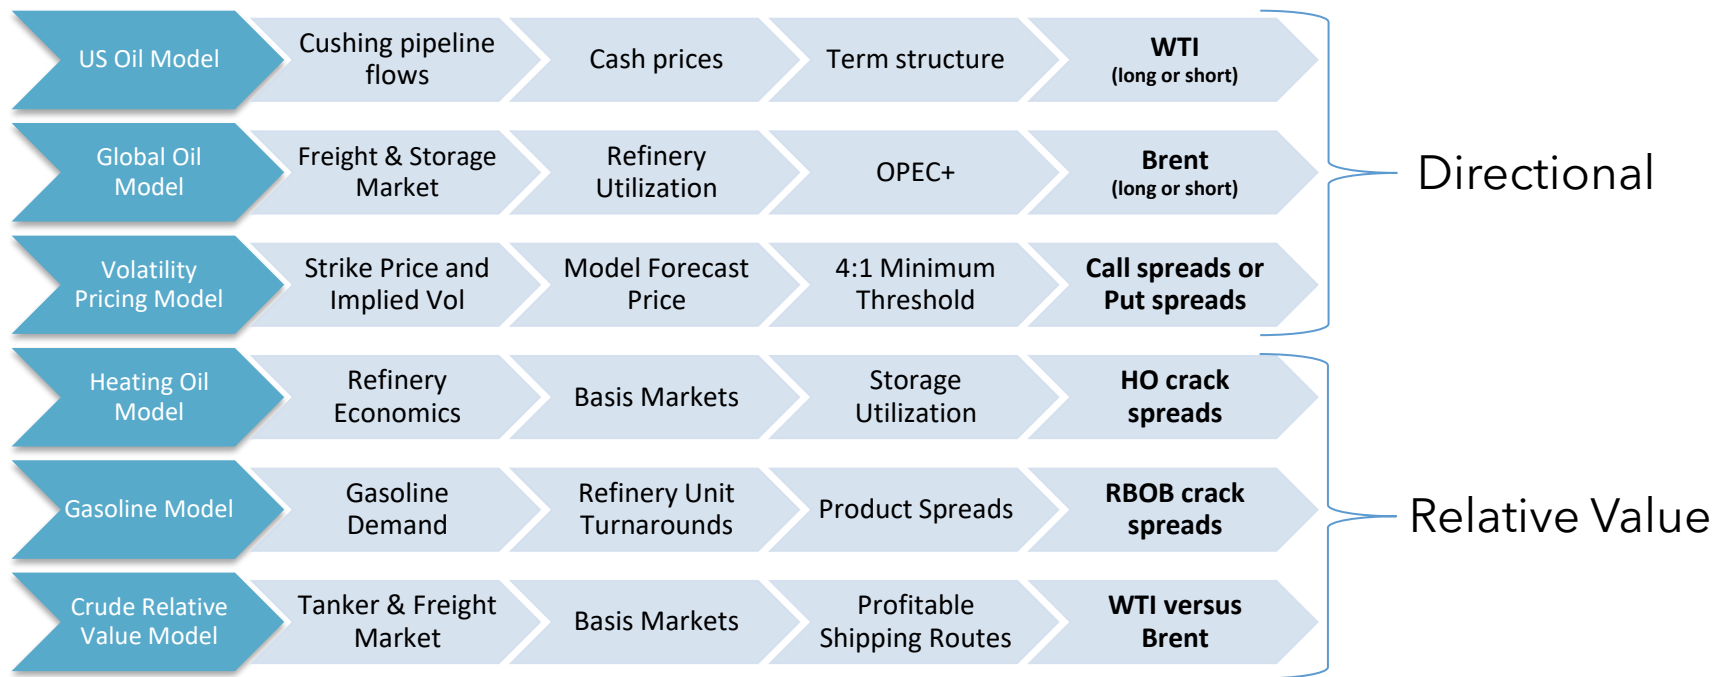 US Oil Model
Cushing pipeline
flows
Cash prices
Term structure
WTI
(long or short)
Global Oil
Model
Freight & Storage
Market
Refinery
Utilization
OPEC+
Brent
(long or short)
Directional
Volatility
Pricing Model
Strike Price and
Implied Vol
Model Forecast
Price
4:1 Minimum
Threshold
Call spreads or
Put spreads
Heating Oil
Model
Refinery
Economics
Basis Markets
Storage
Utilization
HO crack
spreads
Gasoline Model
Gasoline
Demand
Refinery Unit
Turnarounds
Product Spreads
RBOB crack
spreads
Relative Value
Crude Relative
Value Model
Tanker & Freight
Market
Basis Markets
Profitable
Shipping Routes
WTI versus
Brent